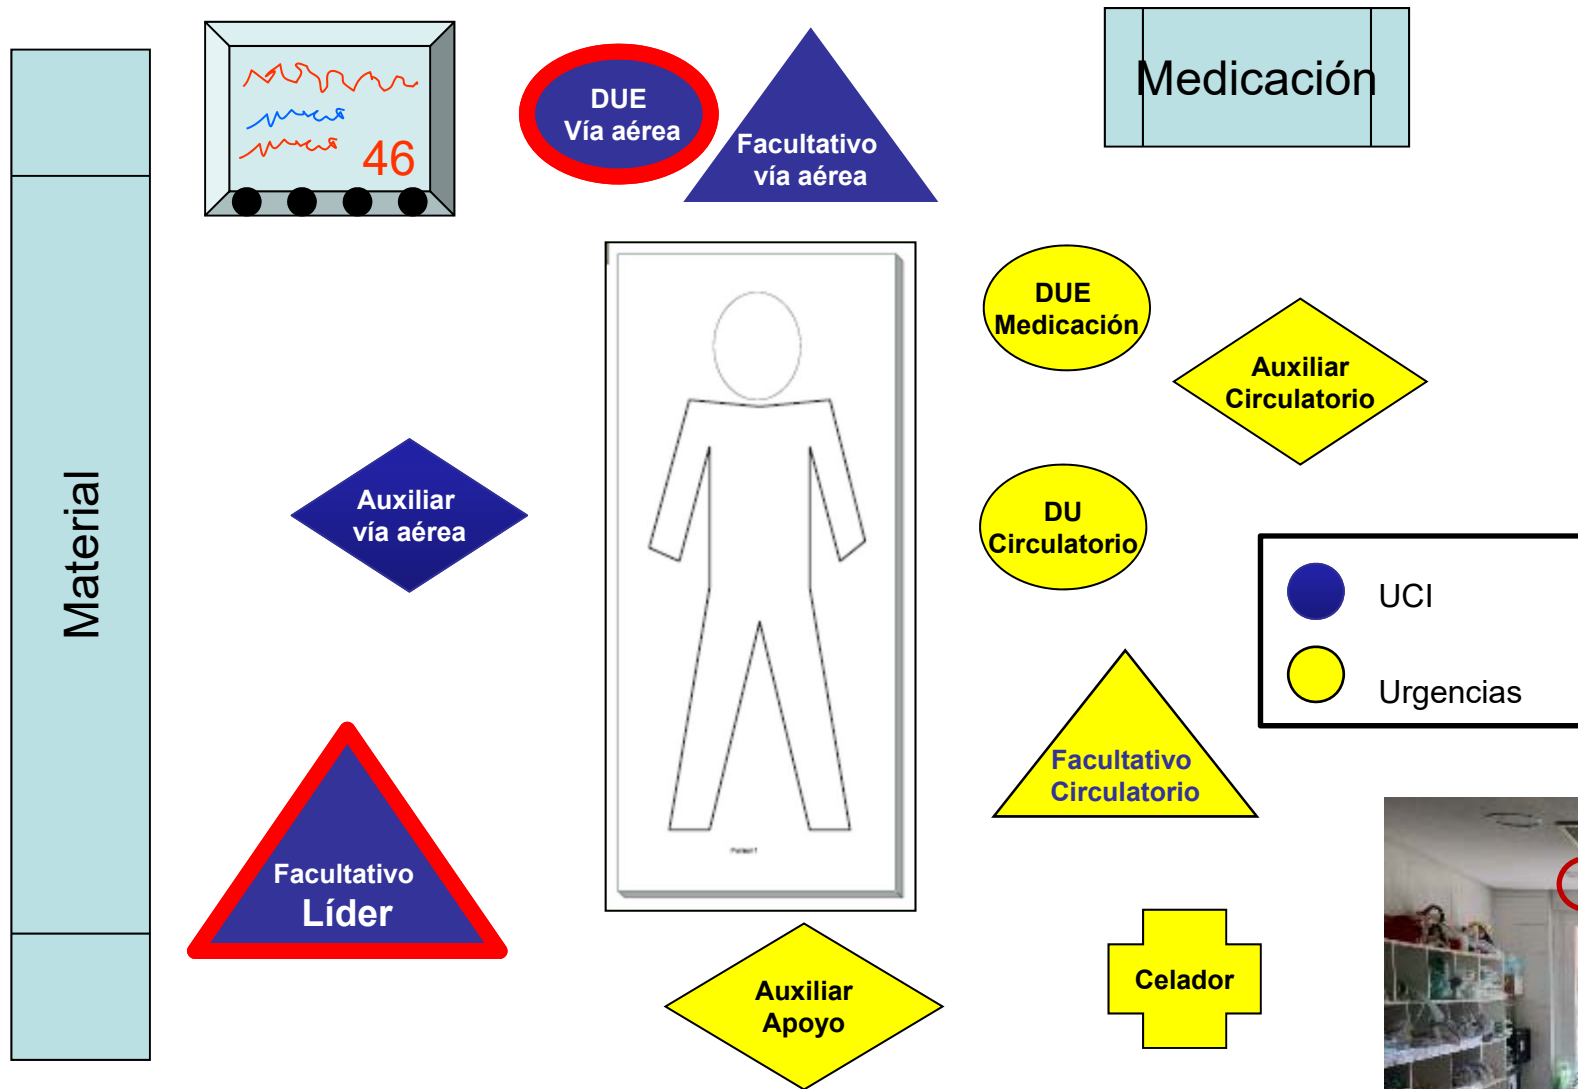 Medicación
46
DUE
Vía aérea
Facultativo
vía aérea
DUE
Medicación
Auxiliar
Circulatorio
Material
Auxiliar
vía aérea
DU
Circulatorio
UCI
Urgencias
Facultativo
Circulatorio
Facultativo
Líder
Auxiliar
Apoyo
Celador